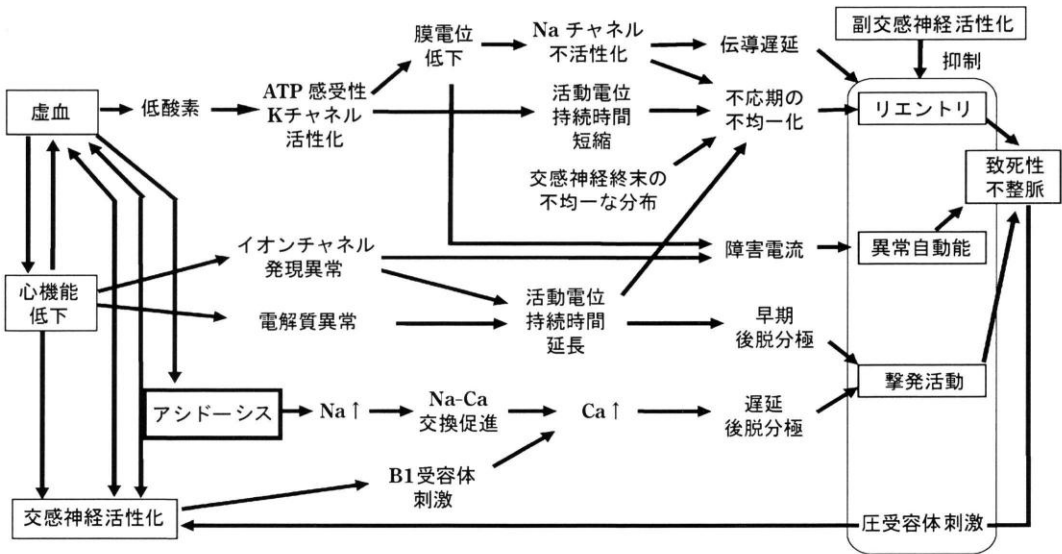 副交感神経活性化
抑制
膜電位
低下
Na チャネル
不活性化
伝導遅延
虚血
低酸素
ATP 感受性
Kチャネル
活性化
活動電位
持続時間
短縮
不応期の
不均一化
リエントリ
交感神経終末の
不均一な分布
致死性
不整脈
心機能
低下
イオンチャネル
発現異常
障害電流
異常自動能
電解質異常
活動電位
持続時間
延長
早期
後脱分極
撃発活動
アシドーシス
Na↑
Na-Ca
交換促進
Ca↑
遅延
後脱分極
B1受容体
刺激
交感神経活性化
圧受容体刺激